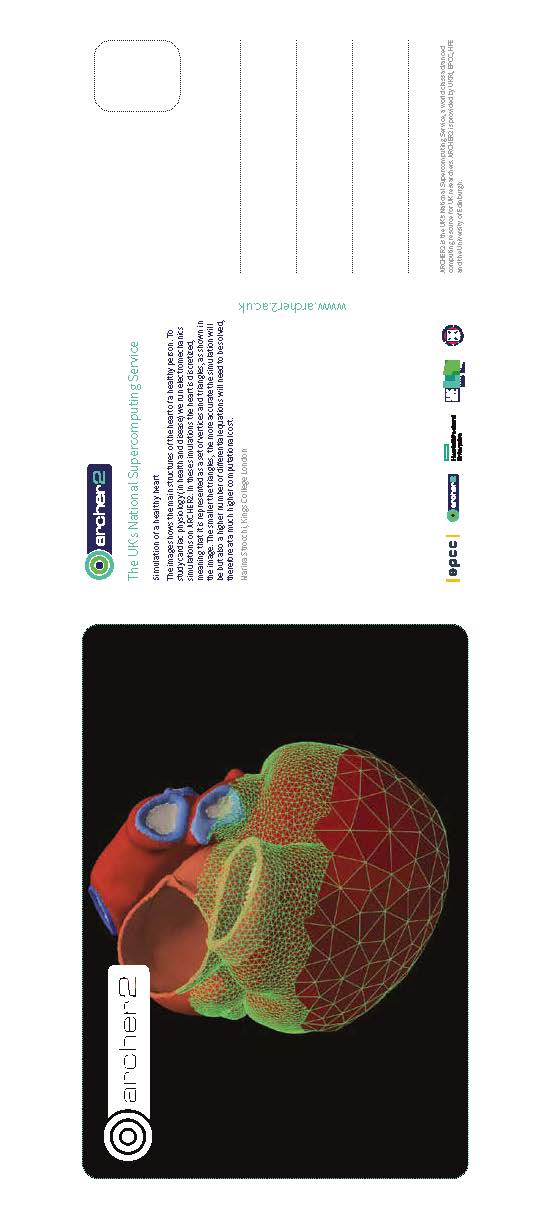 archer2
archer2
The UK's National Supercomputing Service
Simulation of a healthy heart
The image shows the main structures of the heart of a healthy person. To
study cardiac physiology (in health and disease) we run electromechanics
simulations on ARCHER2. In these simulations the heart is discretized,
meaning that it is represented as a set of vertices and triangles, as shown in
the image. The smaller the triangles, the more accurate the simulation will
be but also a higher number of differential equations will need to be solved,
therefore at a much higher computational cost.
Marina Strocchi, Kings College London
www.archer2.ac.uk
epcc
archer2
Hewlett Packard
Enterprise
UK
ARCHER2 is the UK's National Supercomputing Service, a world class advanced
computing resource for UK researchers. ARCHER2 is provided by UKRI, EPCC, HPE
and the University of Edinburgh.